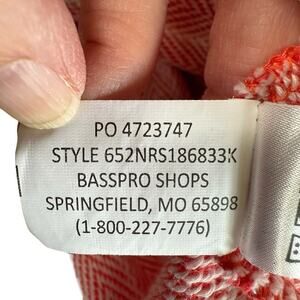 PO 4723747
STYLE 652NRS186833K
BASSPRO SHOPS
SPRINGFIELD, MO 65898
(1-800-227-7776)